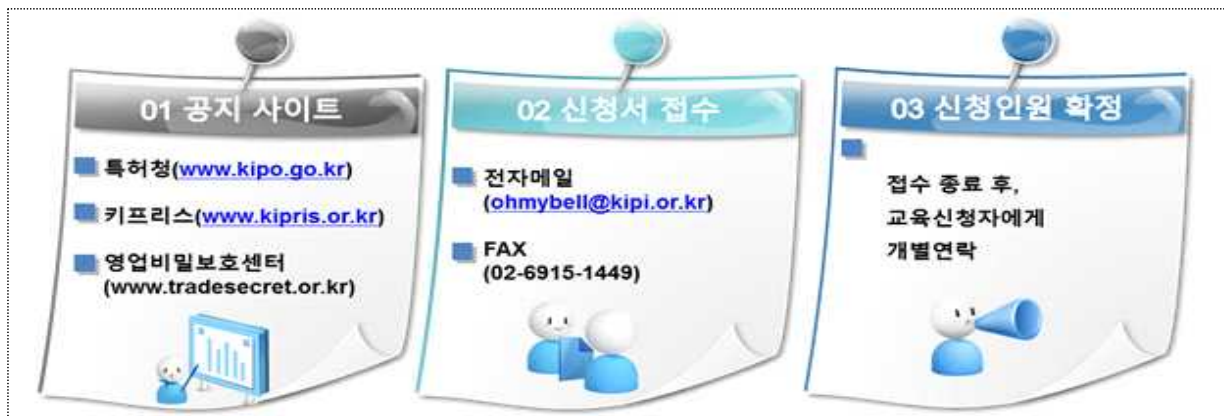 01 공지 사이트
특허청(www.kipo.go.kr)
키프리스(www.kipris.or.kr)
영업비밀보호센터
(www.tradesecret.or.kr)
02 신청서 접수
전자메일
(ohmybell@kipi.or.kr)
FAX
(02-6915-1449)
03 신청인원 확정
접수 종료 후,
교육신청자에게
개별연락